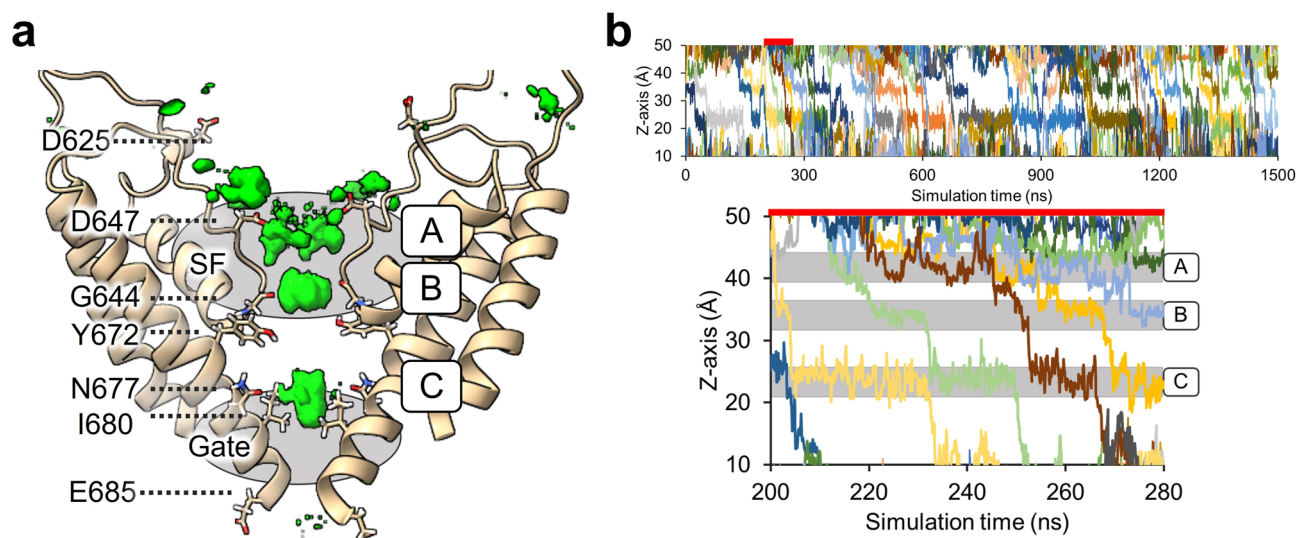 a
D625
D647
SF
G644
Y672
N677
I680
Gate
E685
A
B
C
b
50
40
30
20
10
Z-axis (Å)
0 300 600 900 1200 1500
Simulation time (ns)
50
40
30
20
10
Z-axis (Å)
A
B
C
200 220 240 260 280
Simulation time (ns)